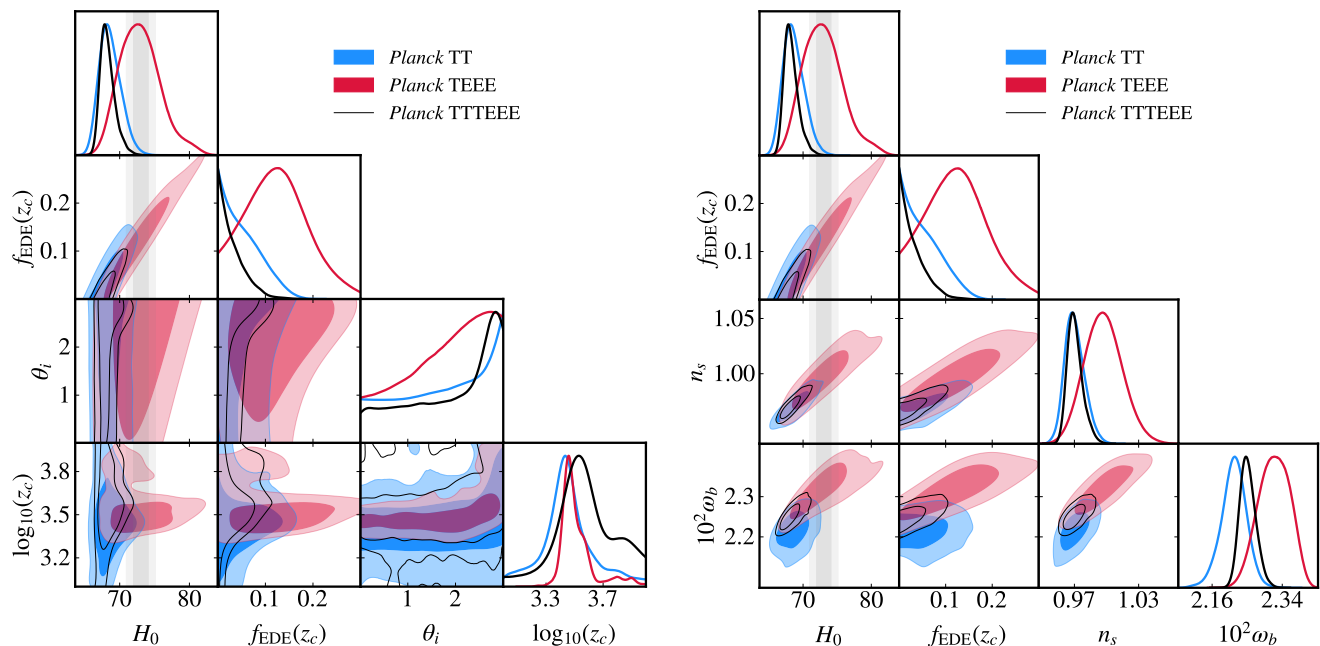 Planck TT
Planck TEEE
Planck TTTEEE
f_EDE(z_c)
0.2
0.1
θ_i
2
1
log_10(z_c)
3.8
3.5
3.2
70 80
0.1 0.2
1 2
3.3 3.7
H_0 f_EDE(z_c) θ_i log_10(z_c)
Planck TT
Planck TEEE
Planck TTTEEE
f_EDE(z_c)
0.2
0.1
n_s
1.05
1.00
10^2ω_b
2.3
2.2
70 80
0.1 0.2
0.97 1.03
2.16 2.34
H_0 f_EDE(z_c) n_s 10^2ω_b